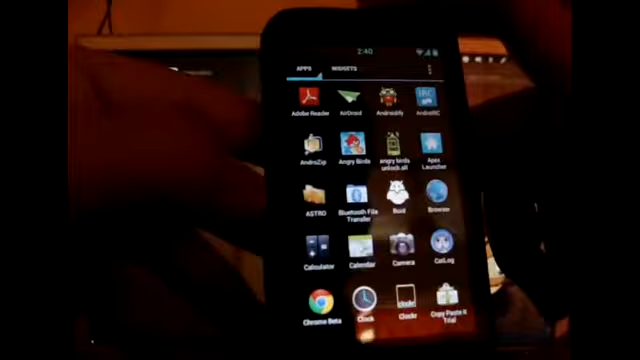 2:40
APPS WIDGETS
Adobe Reader AirDroid Androidify AndroIRC
AndroZip Angry Birds angry birds unlock all Apex Launcher
ASTRO Bluetooth File Transfer Boid Browser
Calculator Calendar Camera CatLog
Chrome Beta Clock Clockr Copy Paste It Trial